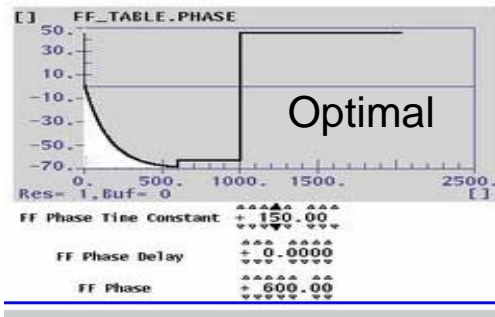 [] FF_TABLE.PHASE
50.
30.
10.
-10.
-30.
-50.
-70.
Optimal
0. 500. 1000. 1500. 2500.
Res= 1,Buf= 0 []
FF Phase Time Constant + 150.00
FF Phase Delay + 0.0000
FF Phase + 600.00